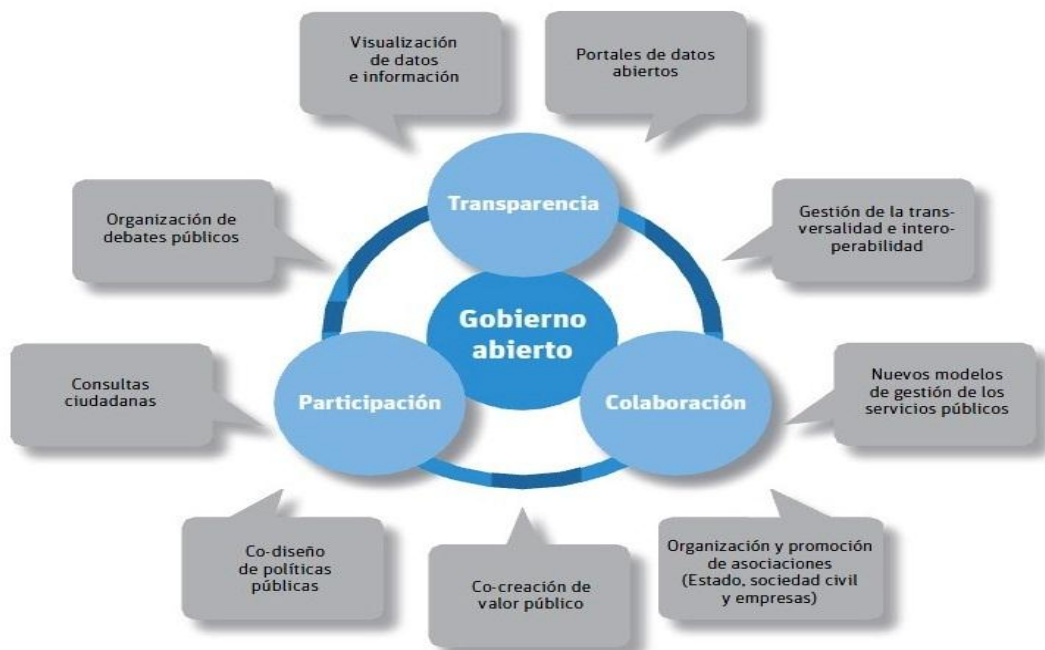 Visualización
de datos
e información
Portales de datos
abiertos
Transparencia
Organización de
debates públicos
Gestión de la trans-
versalidad e intero-
perabilidad
Gobierno
abierto
Consultas
ciudadanas
Participación
Colaboración
Nuevos modelos
de gestión de los
servicios públicos
Co-diseño
de políticas
públicas
Co-creación de
valor público
Organización y promoción
de asociaciones
(Estado, sociedad civil
y empresas)